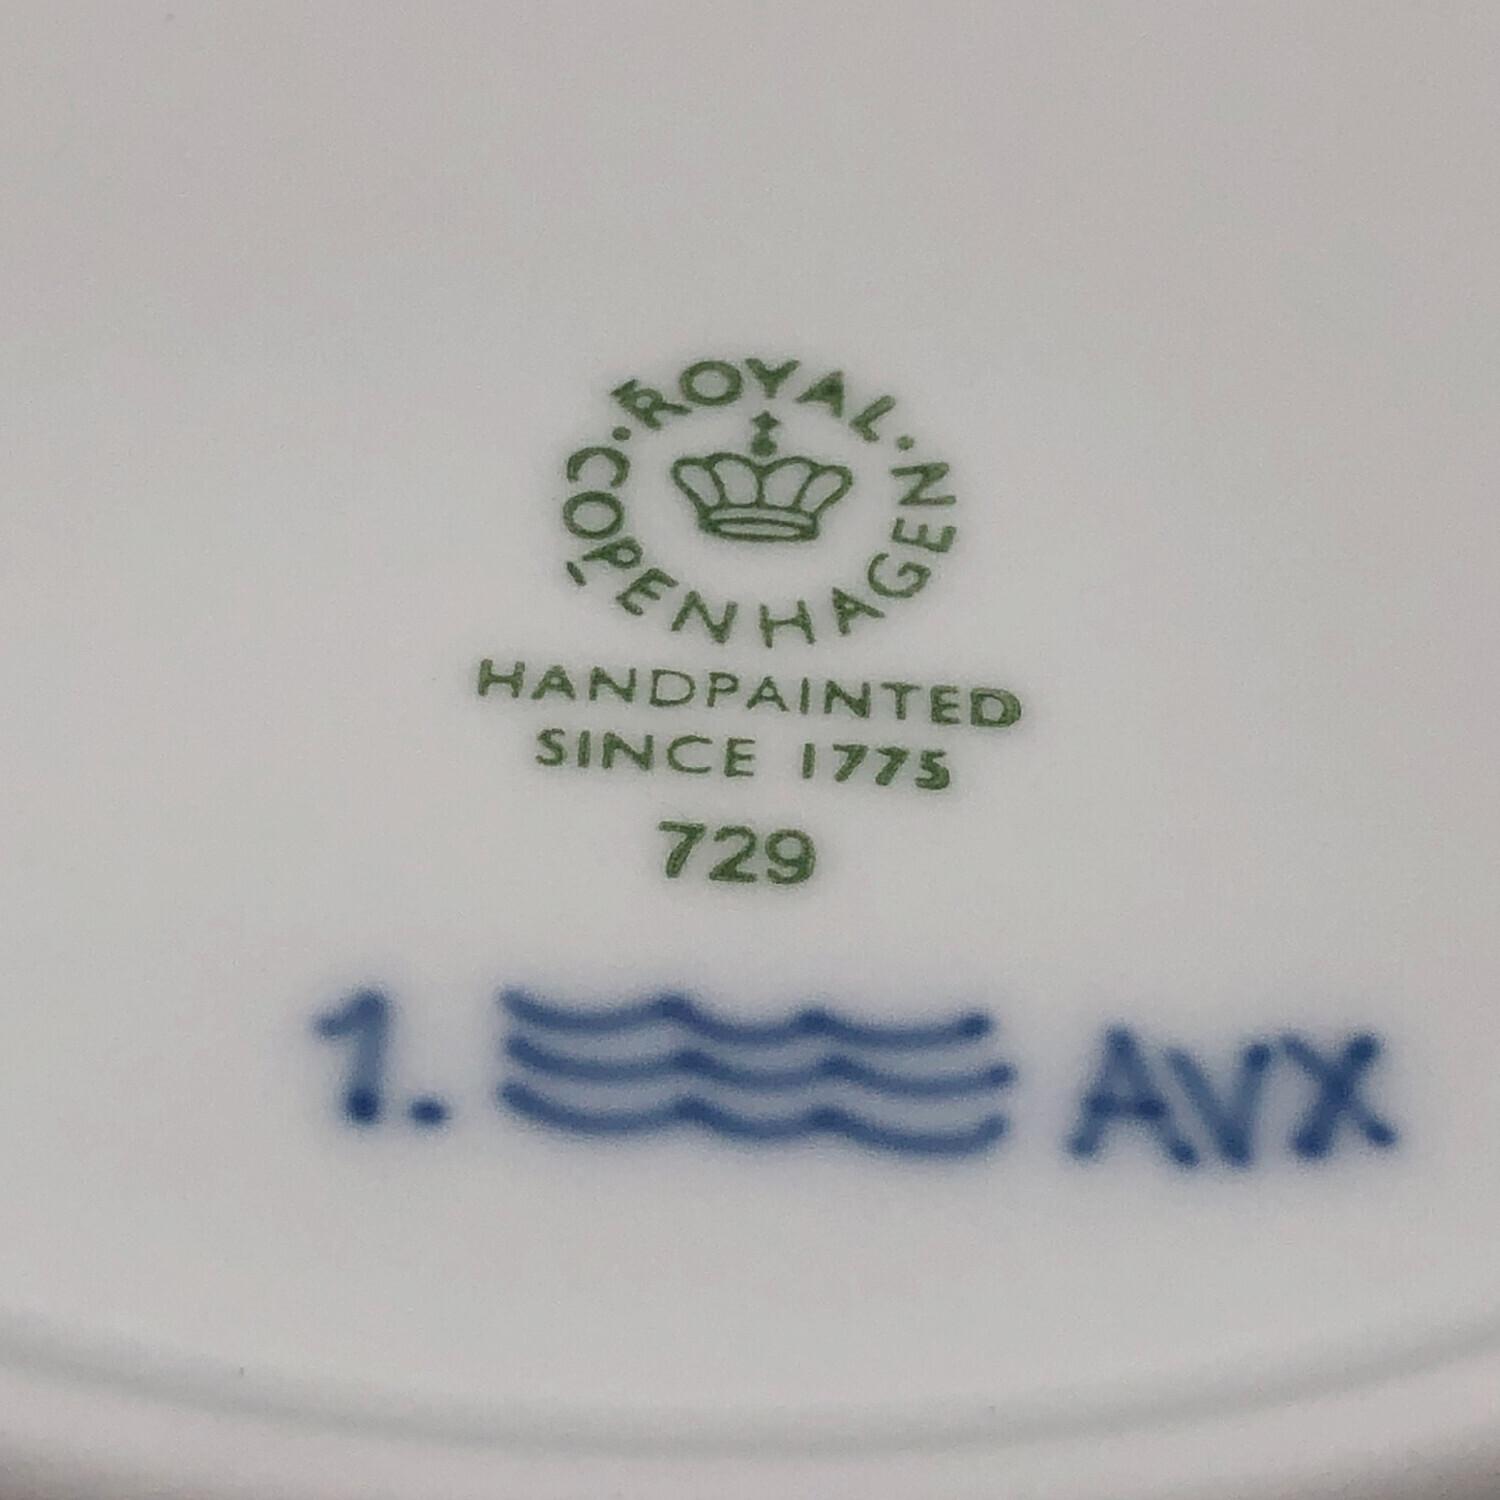 ROYAL · COPENHAGEN ·
HANDPAINTED
SINCE 1775
729
1. AVX